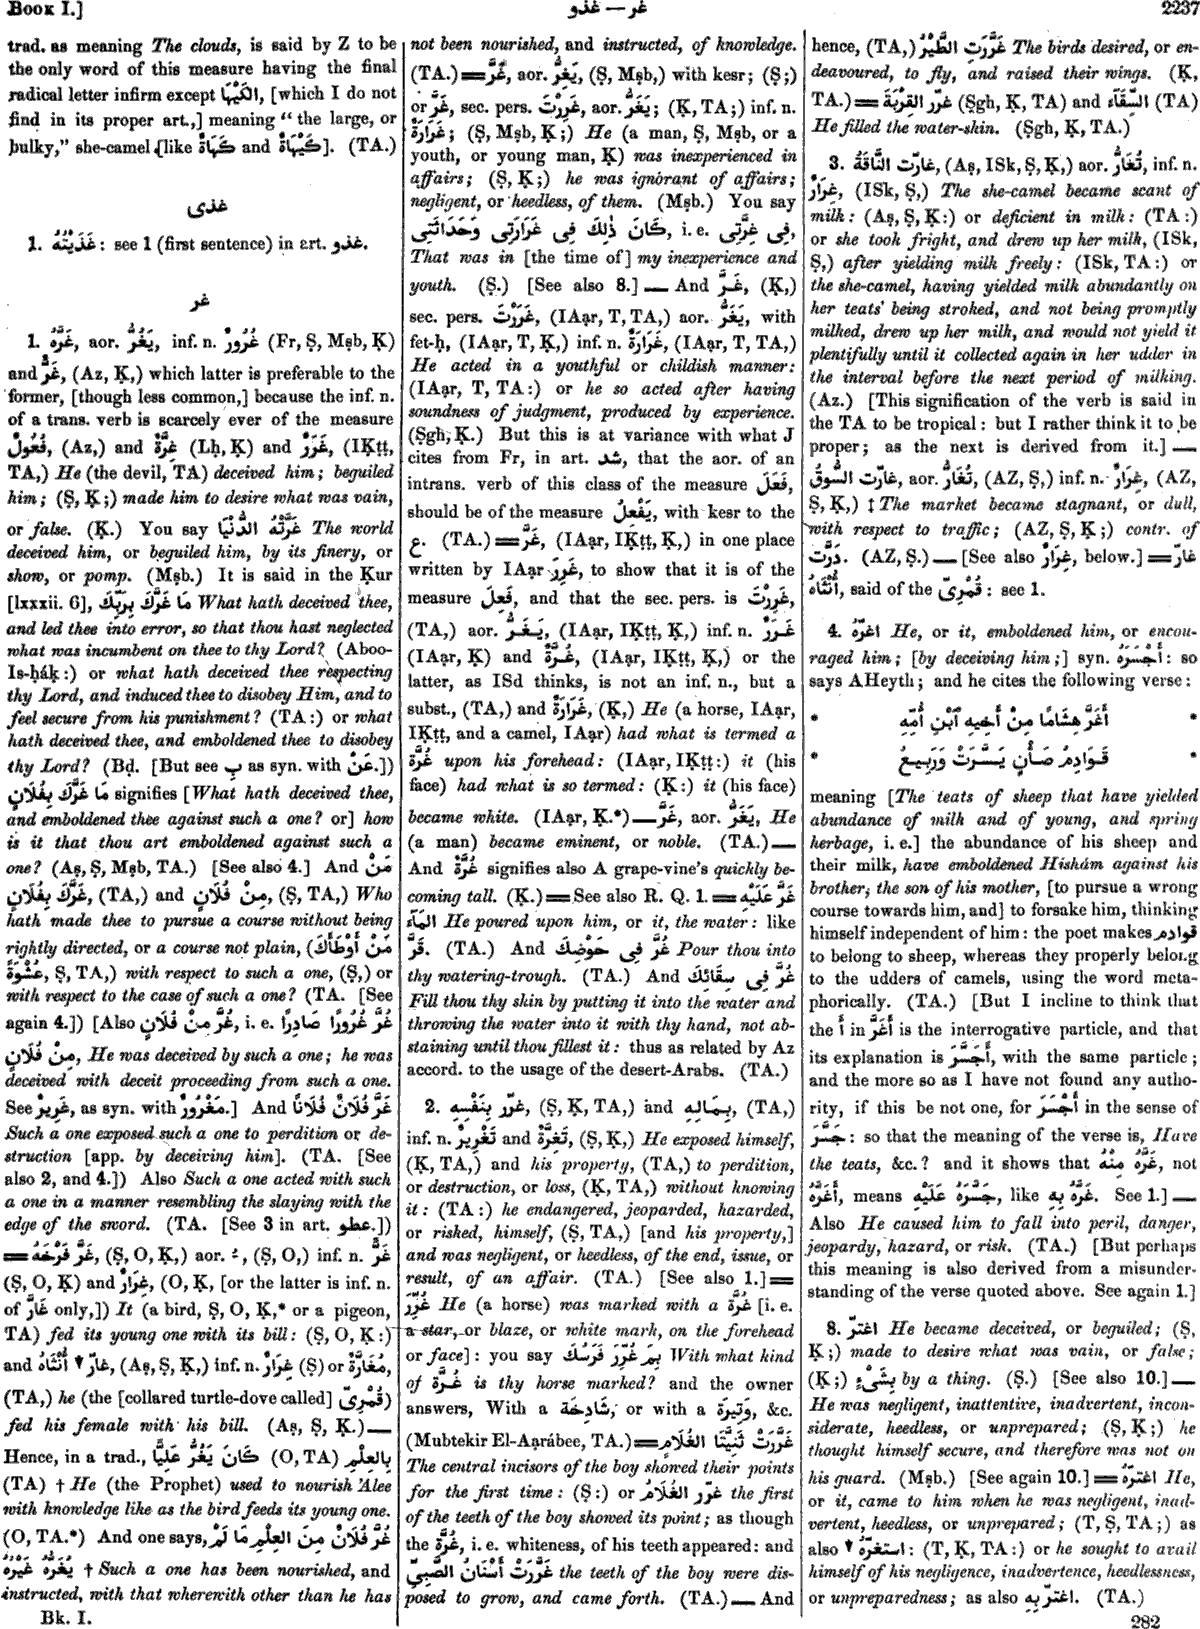 Book I.]
غر — غذو
2237
trad. as meaning The clouds, is said by Z to be
the only word of this measure having the final
radical letter infirm except الكَيْهَا, [which I do not
find in its proper art.,] meaning “the large, or
bulky,” she-camel [like كَهَاةٌ and كَيْهَاةٌ]. (TA.)
غذى
1. غَذَيْتُهُ: see 1 (first sentence) in art. غذو.
غر
1. غَرَّهُ, aor. يَغُرُّ, inf. n. غُرُورٌ (Fr, Ṣ, Mṣb, Ḳ)
and غَرٌّ, (Az, Ḳ,) which latter is preferable to the
former, [though less common,] because the inf. n.
of a trans. verb is scarcely ever of the measure
فُعُولٌ, (Az,) and غِرَّةٌ (Lḥ, Ḳ) and غَرَرٌ, (IḲṭṭ,
TA,) He (the devil, TA) deceived him; beguiled
him; (Ṣ, Ḳ;) made him to desire what was vain,
or false. (Ḳ.) You say غَرَّتْهُ الدُّنْيَا The world
deceived him, or beguiled him, by its finery, or
show, or pomp. (Mṣb.) It is said in the Ḳur
[lxxxii. 6], مَا غَرَّكَ بِرَبِّكَ What hath deceived thee,
and led thee into error, so that thou hast neglected
what was incumbent on thee to thy Lord? (Aboo-
Is-ḥáḳ:) or what hath deceived thee respecting
thy Lord, and induced thee to disobey Him, and to
feel secure from his punishment? (TA:) or what
hath deceived thee, and emboldened thee to disobey
thy Lord? (Bḍ. [But see ب as syn. with عَنْ.])
مَا غَرَّكَ بِفُلَانٍ signifies [What hath deceived thee,
and emboldened thee against such a one? or] how
is it that thou art emboldened against such a
one? (Aṣ, Ṣ, Mṣb, TA.) [See also 4.] And مَنْ
غَرَّكَ بِفُلَانٍ, (TA,) and مِنْ فُلَانٍ, (Ṣ, TA,) Who
hath made thee to pursue a course without being
rightly directed, or a course not plain, (مَنْ أَوْطَأَكَ
عَشْوَةً, Ṣ, TA,) with respect to such a one, (Ṣ,) or
with respect to the case of such a one? (TA. [See
again 4.]) [Also غُرَّ مِنْ فُلَانٍ, i. e. غُرَّ غُرُورًا صَادِرًا
مِنْ فُلَانٍ, He was deceived by such a one; he was
deceived with deceit proceeding from such a one.
See غَرِيرٌ, as syn. with مَغْرُورٌ.] And غَرَّ فُلَانٌ فُلَانًا
Such a one exposed such a one to perdition or de-
struction [app. by deceiving him]. (TA. [See
also 2, and 4.]) Also Such a one acted with such
a one in a manner resembling the slaying with the
edge of the sword. (TA. [See 3 in art. عطو.])
═ غَرَّ فَرْخَهُ, (Ṣ, O, Ḳ,) aor. ـُ, (Ṣ, O,) inf. n. غَرٌّ
(Ṣ, O, Ḳ) and غِرَارٌ, (O, Ḳ, [or the latter is inf. n.
of غَارَّ only,]) It (a bird, Ṣ, O, Ḳ,* or a pigeon,
TA) fed its young one with its bill: (Ṣ, O, Ḳ:)
and غَارَّ ▼ أُنْثَاهُ, (Aṣ, Ṣ, Ḳ,) inf. n. غِرَارٌ (Ṣ) or مُغَارَّةٌ,
(TA,) he (the [collared turtle-dove called] قُمْرِىّ)
fed his female with his bill. (Aṣ, Ṣ, Ḳ.) —
Hence, in a trad., كَانَ يَغُرُّ عَلِيًّا (O, TA) بِالعِلْمِ
(TA) † He (the Prophet) used to nourish ’Alee
with knowledge like as the bird feeds its young one.
(O, TA.*) And one says, غُرَّ فُلَانٌ مِنَ العِلْمِ مَا لَمْ
يُغَرَّهُ غَيْرُهُ † Such a one has been nourished, and
instructed, with that wherewith other than he has
Bk. I.
not been nourished, and instructed, of knowledge.
(TA.) ═ غَرَّ, aor. يَغِرُّ, (Ṣ, Mṣb,) with kesr; (Ṣ;)
or غَرَّ, sec. pers. غَرِرْتَ, aor. يَغَرُّ; (Ḳ, TA;) inf. n.
غَرَارَةٌ; (Ṣ, Mṣb, Ḳ;) He (a man, Ṣ, Mṣb, or a
youth, or young man, Ḳ) was inexperienced in
affairs; (Ṣ, Ḳ;) he was ignorant of affairs;
negligent, or heedless, of them. (Mṣb.) You say
كَانَ ذٰلِكَ فِى غَرَارَتِى وَحَدَاثَتِى, i. e. فِى غِرَّتِى,
That was in [the time of] my inexperience and
youth. (Ṣ.) [See also 8.] — And غَرَّ, (Ḳ,)
sec. pers. غَرَرْتَ, (IAạr, T, TA,) aor. يَغَرُّ, with
fet-ḥ, (IAạr, T, Ḳ,) inf. n. غَرَارَةٌ, (IAạr, T, TA,)
He acted in a youthful or childish manner:
(IAạr, T, TA:) or he so acted after having
soundness of judgment, produced by experience.
(Ṣgh, Ḳ.) But this is at variance with what J
cites from Fr, in art. شد, that the aor. of an
intrans. verb of this class of the measure فَعَلَ,
should be of the measure يَفْعِلُ, with kesr to the
ع. (TA.) ═ غَرَّ, (IAạr, IḲṭṭ, Ḳ,) in one place
written by IAạr غَرِرَ, to show that it is of the
measure فَعِلَ, and that the sec. pers. is غَرِرْتَ,
(TA,) aor. يَغَرُّ, (IAạr, IḲṭṭ, Ḳ,) inf. n. غَرَرٌ
(IAạr, Ḳ) and غُرَّةٌ, (IAạr, IḲṭṭ, Ḳ,) or the
latter, as ISd thinks, is not an inf. n., but a
subst., (TA,) and غَرَارَةٌ, (Ḳ,) He (a horse, IAạr,
IḲṭṭ, and a camel, IAạr) had what is termed a
غُرَّة upon his forehead: (IAạr, IḲṭṭ:) it (his
face) had what is so termed: (Ḳ:) it (his face)
became white. (IAạr, Ḳ.*) — غَرَّ, aor. يَغَرُّ, He
(a man) became eminent, or noble. (TA.) —
And غُرَّةٌ signifies also A grape-vine's quickly be-
coming tall. (Ḳ.) ═ See also R. Q. 1. ═ غَرَّ عَلَيْهِ
المَآءَ He poured upon him, or it, the water: like
قَرَّ. (TA.) And غُرَّ فِى حَوْضِكَ Pour thou into
thy watering-trough. (TA.) And غُرَّ فِى سِقَائِكَ
Fill thou thy skin by putting it into the water and
throwing the water into it with thy hand, not ab-
staining until thou fillest it: thus as related by Az
accord. to the usage of the desert-Arabs. (TA.)
2. غرّر بِنَفْسِهِ, (Ṣ, Ḳ, TA,) and بِمَالِهِ, (TA,)
inf. n. تَغْرِيرٌ and تَغِرَّةٌ, (Ṣ, Ḳ,) He exposed himself,
(Ḳ, TA,) and his property, (TA,) to perdition,
or destruction, or loss, (Ḳ, TA,) without knowing
it: (TA:) he endangered, jeoparded, hazarded,
or risked, himself, (Ṣ, TA,) [and his property,]
and was negligent, or heedless, of the end, issue, or
result, of an affair. (TA.) [See also 1.] ═
غُرِّرَ He (a horse) was marked with a غُرَّة [i. e.
a star, or blaze, or white mark, on the forehead
or face]: you say بِمَ غُرِّرَ فَرَسُكَ With what kind
of غُرَّة is thy horse marked? and the owner
answers, With a شَادِخَة, or with a وَتِيرَة, &c.
(Mubtekir El-Aạrábee, TA.) ═ غَرَّرَتْ ثَنِيَّتَا الغُلَامِ
The central incisors of the boy showed their points
for the first time: (Ṣ:) or غرّر الغُلَامُ the first
of the teeth of the boy showed its point; as though
the غُرَّة, i. e. whiteness, of his teeth appeared: and
غَرَّرَتْ أَسْنَانُ الصَّبِىِّ the teeth of the boy were dis-
posed to grow, and came forth. (TA.) — And
hence, (TA,) غَرَّرَتِ الطَّيْرُ The birds desired, or en-
deavoured, to fly, and raised their wings. (Ḳ,
TA.) ═ غرّر القِرْبَةَ (Ṣgh, Ḳ, TA) and السِّقَآءَ (TA)
He filled the water-skin. (Ṣgh, Ḳ, TA.)
3. غارّت النَّاقَةُ, (Aṣ, ISk, Ṣ, Ḳ,) aor. تُغَارُّ, inf. n.
غِرَارٌ, (ISk, Ṣ,) The she-camel became scant of
milk: (Aṣ, Ṣ, Ḳ:) or deficient in milk: (TA:)
or she took fright, and drew up her milk, (ISk,
Ṣ,) after yielding milk freely: (ISk, TA:) or
the she-camel, having yielded milk abundantly on
her teats' being stroked, and not being promptly
milked, drew up her milk, and would not yield it
plentifully until it collected again in her udder in
the interval before the next period of milking.
(Az.) [This signification of the verb is said in
the TA to be tropical: but I rather think it to be
proper; as the next is derived from it.] —
غارّت السُّوقُ, aor. تُغَارُّ, (AZ, Ṣ,) inf. n. غِرَارٌ, (AZ,
Ṣ, Ḳ,) ‡ The market became stagnant, or dull,
with respect to traffic; (AZ, Ṣ, Ḳ;) contr. of
دَرَّت. (AZ, Ṣ.) — [See also غِرَارٌ, below.] ═ غارّ
أُنْثَاهُ, said of the قُمْرِىّ: see 1.
4. اغرّهُ He, or it, emboldened him, or encou-
raged him; [by deceiving him;] syn. أَجْسَرَهُ: so
says AHeyth; and he cites the following verse:
* أَغَرَّ هِشَامًا مِنْ أَخِيهِ ٱبْنِ أُمِّهِ *
* قَوَادِمُ ضَأْنٍ يَسَّرَتْ وَرَبِيعُ *
meaning [The teats of sheep that have yielded
abundance of milk and of young, and spring
herbage, i. e.] the abundance of his sheep and
their milk, have emboldened Hishám against his
brother, the son of his mother, [to pursue a wrong
course towards him, and] to forsake him, thinking
himself independent of him: the poet makes قوادم
to belong to sheep, whereas they properly belong
to the udders of camels, using the word meta-
phorically. (TA.) [But I incline to think that
the أ in أَغَرَّ is the interrogative particle, and that
its explanation is أَجَسَّرَ, with the same particle;
and the more so as I have not found any autho-
rity, if this be not one, for أَجْسَرَ in the sense of
جَسَّرَ: so that the meaning of the verse is, Have
the teats, &c.? and it shows that غَرَّهُ مِنْهُ, not
أَغَرَّهُ, means جَسَّرَهُ عَلَيْهِ, like غَرَّهُ بِهِ. See 1.] —
Also He caused him to fall into peril, danger,
jeopardy, hazard, or risk. (TA.) [But perhaps
this meaning is also derived from a misunder-
standing of the verse quoted above. See again 1.]
8. اغترّ He became deceived, or beguiled; (Ṣ,
Ḳ;) made to desire what was vain, or false;
(Ḳ;) بِشَىْءٍ by a thing. (Ṣ.) [See also 10.] —
He was negligent, inattentive, inadvertent, incon-
siderate, heedless, or unprepared; (Ṣ, Ḳ;) he
thought himself secure, and therefore was not on
his guard. (Mṣb.) [See again 10.] ═ اغترّهُ He,
or it, came to him when he was negligent, inad-
vertent, heedless, or unprepared; (T, Ṣ, TA;) as
also ▼ استغرّهُ: (T, Ḳ, TA:) or he sought to avail
himself of his negligence, inadvertence, heedlessness,
or unpreparedness; as also اغترّ بِهِ. (TA.)
282